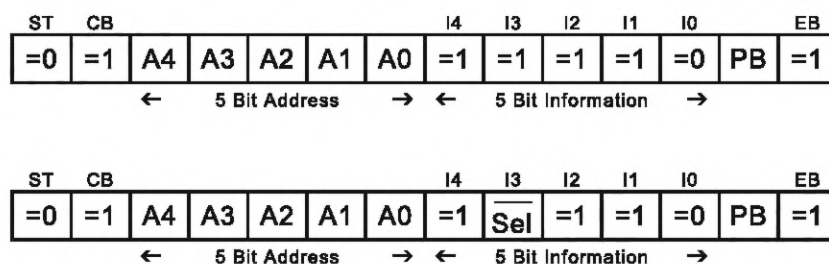 ST CB I4 I3 I2 I1 I0 EB
=0 =1 A4 A3 A2 A1 A0 =1 =1 =1 =1 =0 PB =1
← 5 Bit Address → ← 5 Bit Information →
ST CB I4 I3 I2 I1 I0 EB
=0 =1 A4 A3 A2 A1 A0 =1 S̅e̅l̅ =1 =1 =0 PB =1
← 5 Bit Address → ← 5 Bit Information →